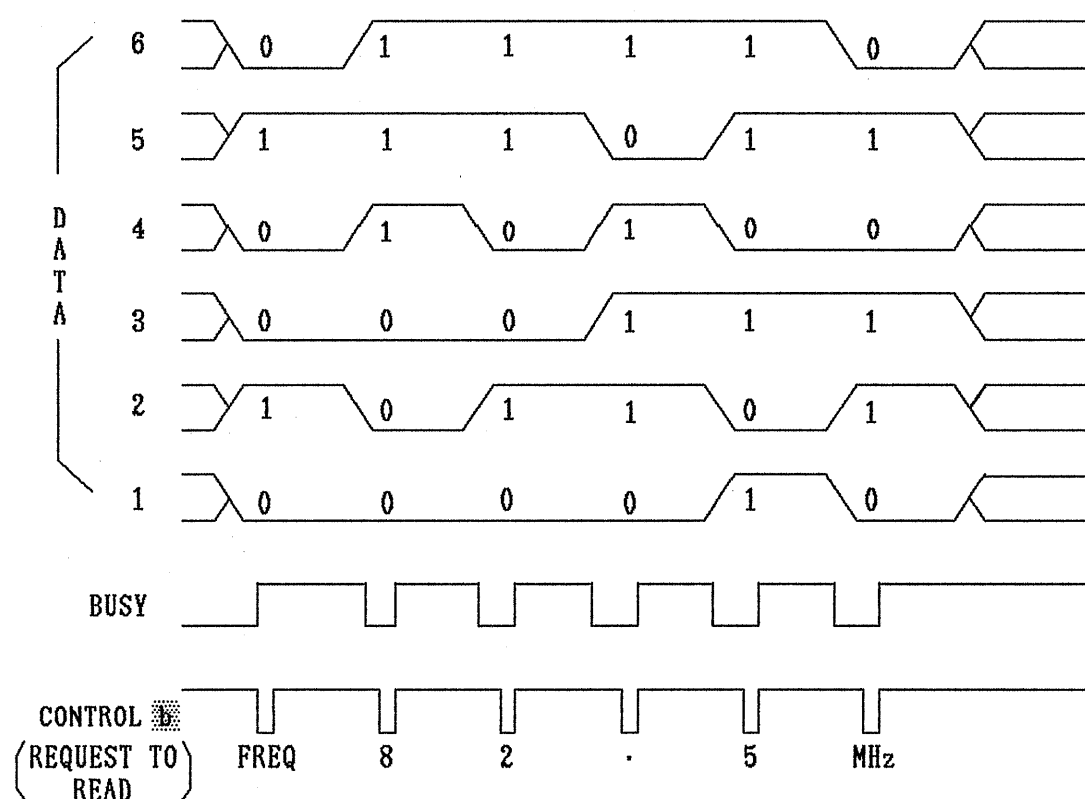 6 0 1 1 1 1 0
5 1 1 1 0 1 1
DATA
4 0 1 0 1 0 0
3 0 0 0 1 1 1
2 1 0 1 1 0 1
1 0 0 0 0 1 0
BUSY
CONTROL b
(REQUEST TO READ)
FREQ 8 2 . 5 MHz